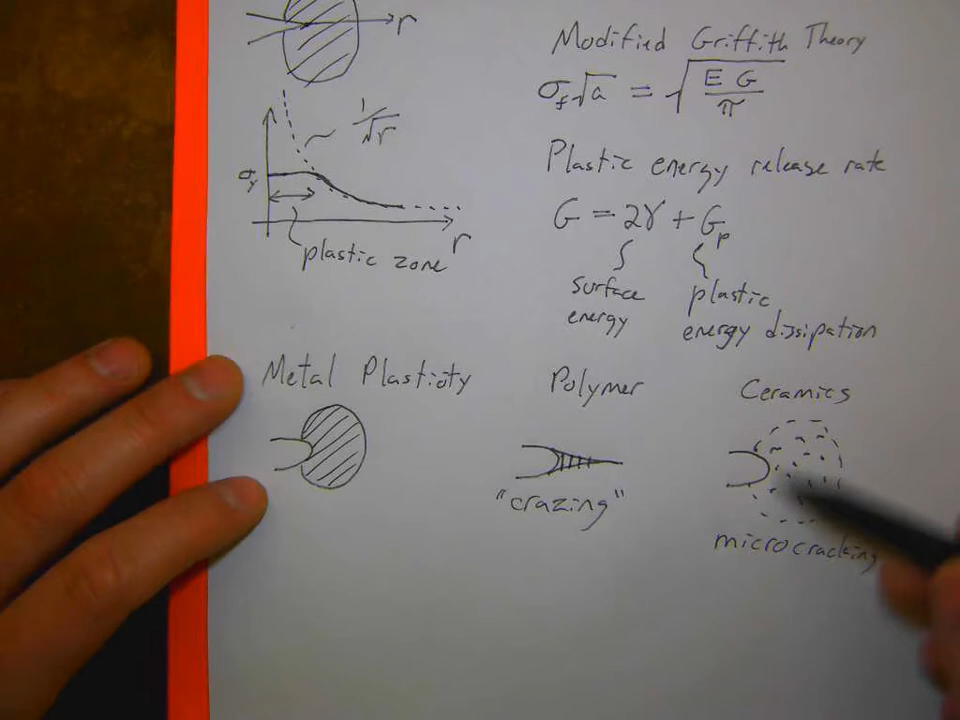 r
1/√r
σy
r
plastic zone
Modified Griffith Theory
σf√a = √(E G/π)
Plastic energy release rate
G = 2γ + Gp
surface
energy
plastic
energy dissipation
Metal Plasticity
Polymer
"crazing"
Ceramics
microcracking